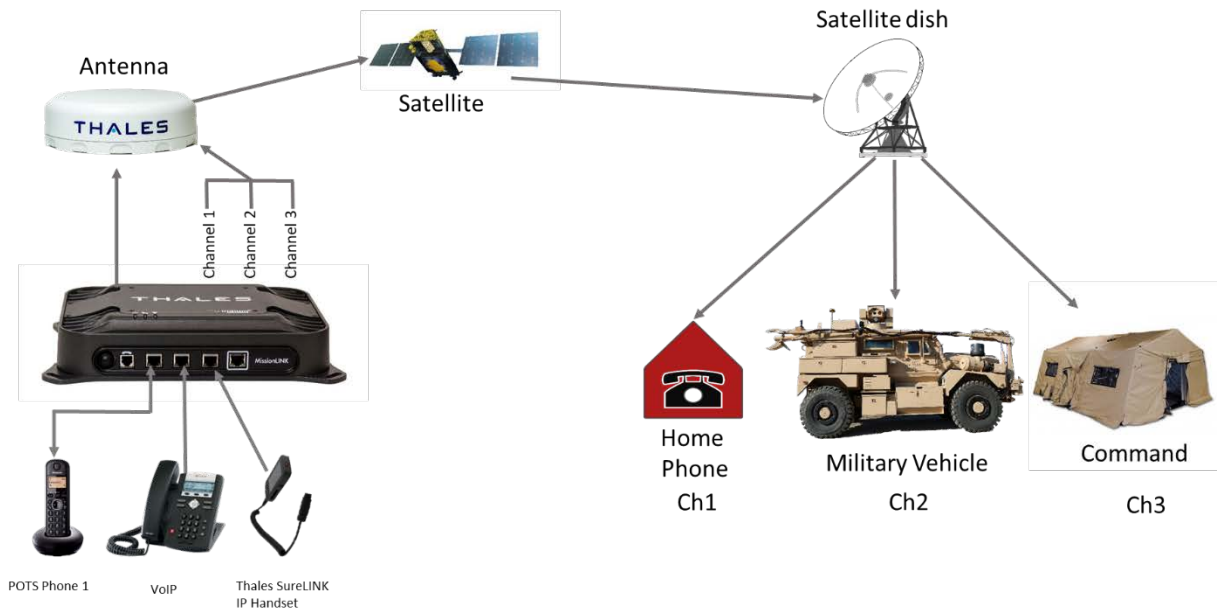 Satellite dish
Antenna
Satellite
THALES
Channel 1
Channel 2
Channel 3
THALES
MissionLINK
Home
Phone
Ch1
Military Vehicle
Ch2
Command
Ch3
POTS Phone 1
VoIP
Thales SureLINK
IP Handset